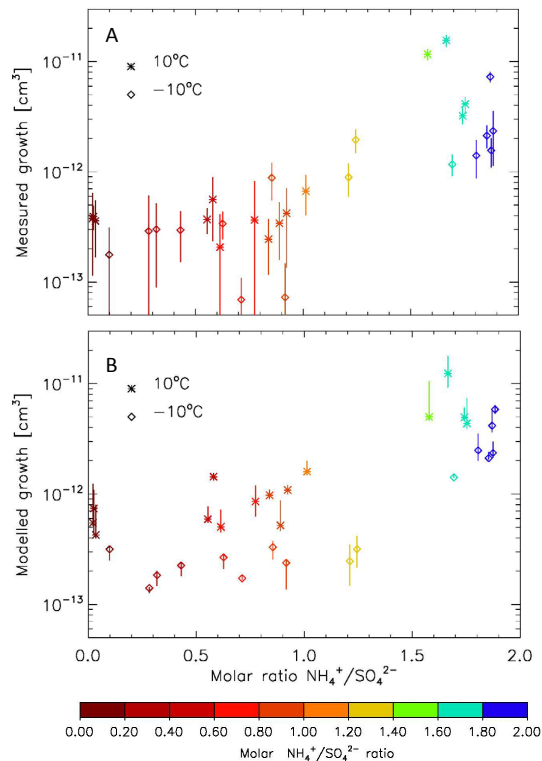 A
10°C
−10°C
10⁻¹¹
10⁻¹²
10⁻¹³
Measured growth [cm³]
B
10°C
−10°C
10⁻¹¹
10⁻¹²
10⁻¹³
Modelled growth [cm³]
0.0 0.5 1.0 1.5 2.0
Molar ratio NH₄⁺/SO₄²⁻
0.00 0.20 0.40 0.60 0.80 1.00 1.20 1.40 1.60 1.80 2.00
Molar NH₄⁺/SO₄²⁻ ratio